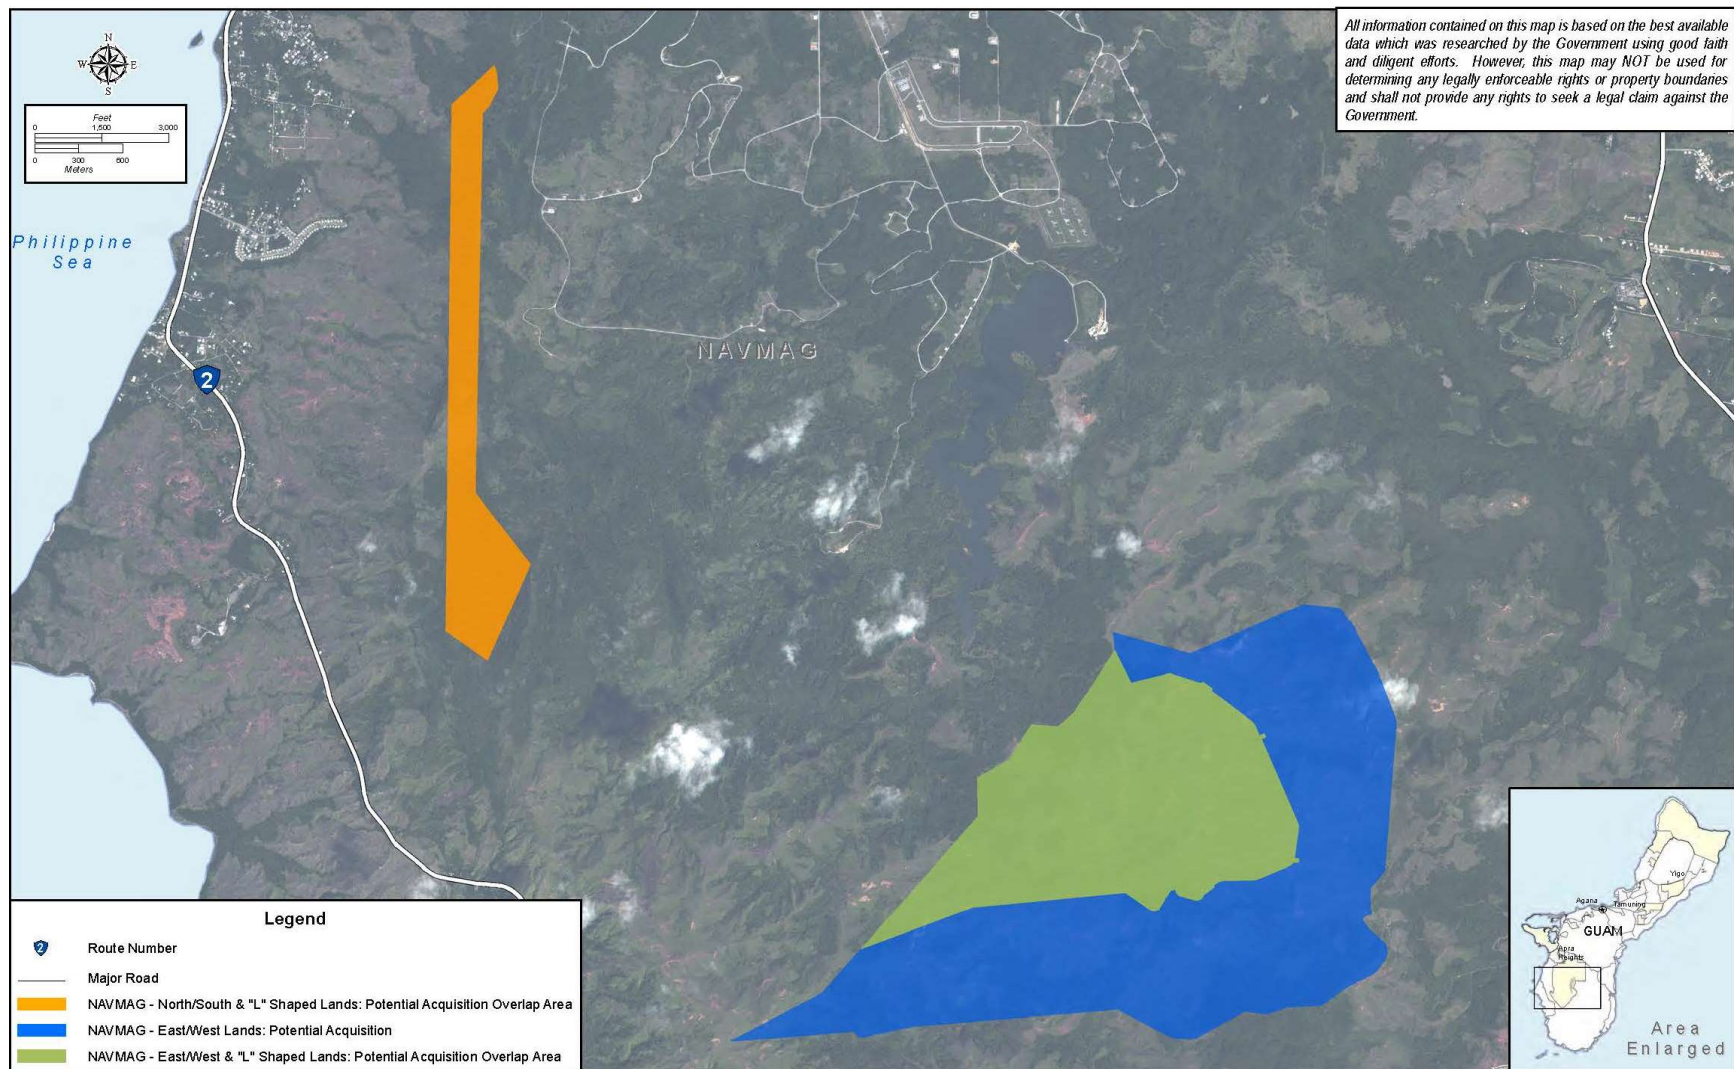 All information contained on this map is based on the best available
data which was researched by the Government using good faith
and diligent efforts. However, this map may NOT be used for
determining any legally enforceable rights or property boundaries
and shall not provide any rights to seek a legal claim against the
Government.
N
W E
S
Feet
0 1,500 3,000
0 300 600
Meters
Philippine
Sea
NAVMAG
2
Legend
2 Route Number
Major Road
NAVMAG - North/South & "L" Shaped Lands: Potential Acquisition Overlap Area
NAVMAG - East/West Lands: Potential Acquisition
NAVMAG - East/West & "L" Shaped Lands: Potential Acquisition Overlap Area
Yigo
Agana Tamuning
GUAM
Apra
Heights
Area
Enlarged